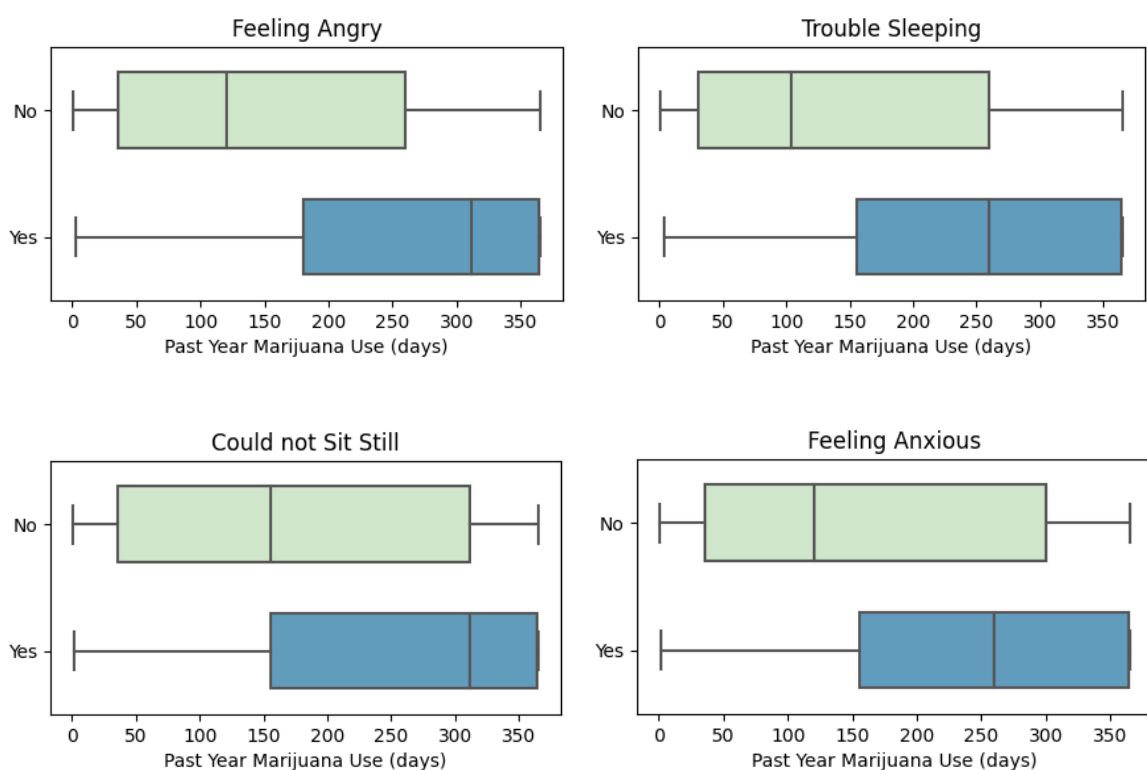 Feeling Angry
No
Yes
0 50 100 150 200 250 300 350
Past Year Marijuana Use (days)
Trouble Sleeping
No
Yes
0 50 100 150 200 250 300 350
Past Year Marijuana Use (days)
Could not Sit Still
No
Yes
0 50 100 150 200 250 300 350
Past Year Marijuana Use (days)
Feeling Anxious
No
Yes
0 50 100 150 200 250 300 350
Past Year Marijuana Use (days)